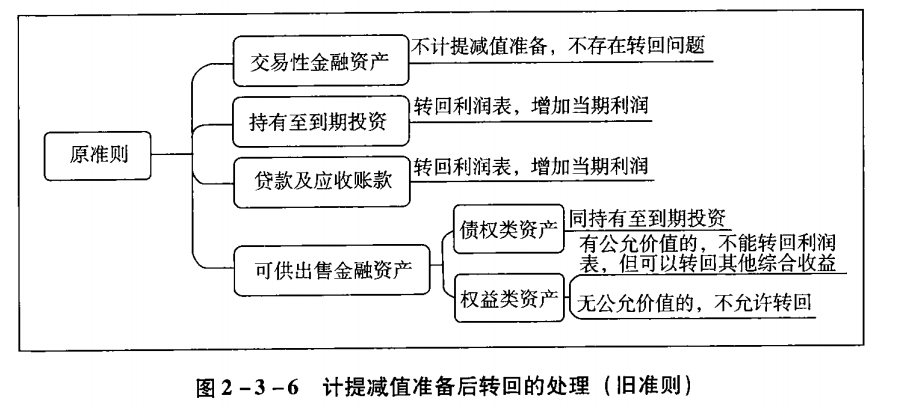 原准则
交易性金融资产
不计提减值准备，不存在转回问题
持有至到期投资
转回利润表，增加当期利润
贷款及应收账款
转回利润表，增加当期利润
可供出售金融资产
债权类资产
同持有至到期投资
权益类资产
有公允价值的，不能转回利润
表，但可以转回其他综合收益
无公允价值的，不允许转回
图2-3-6 计提减值准备后转回的处理（旧准则）